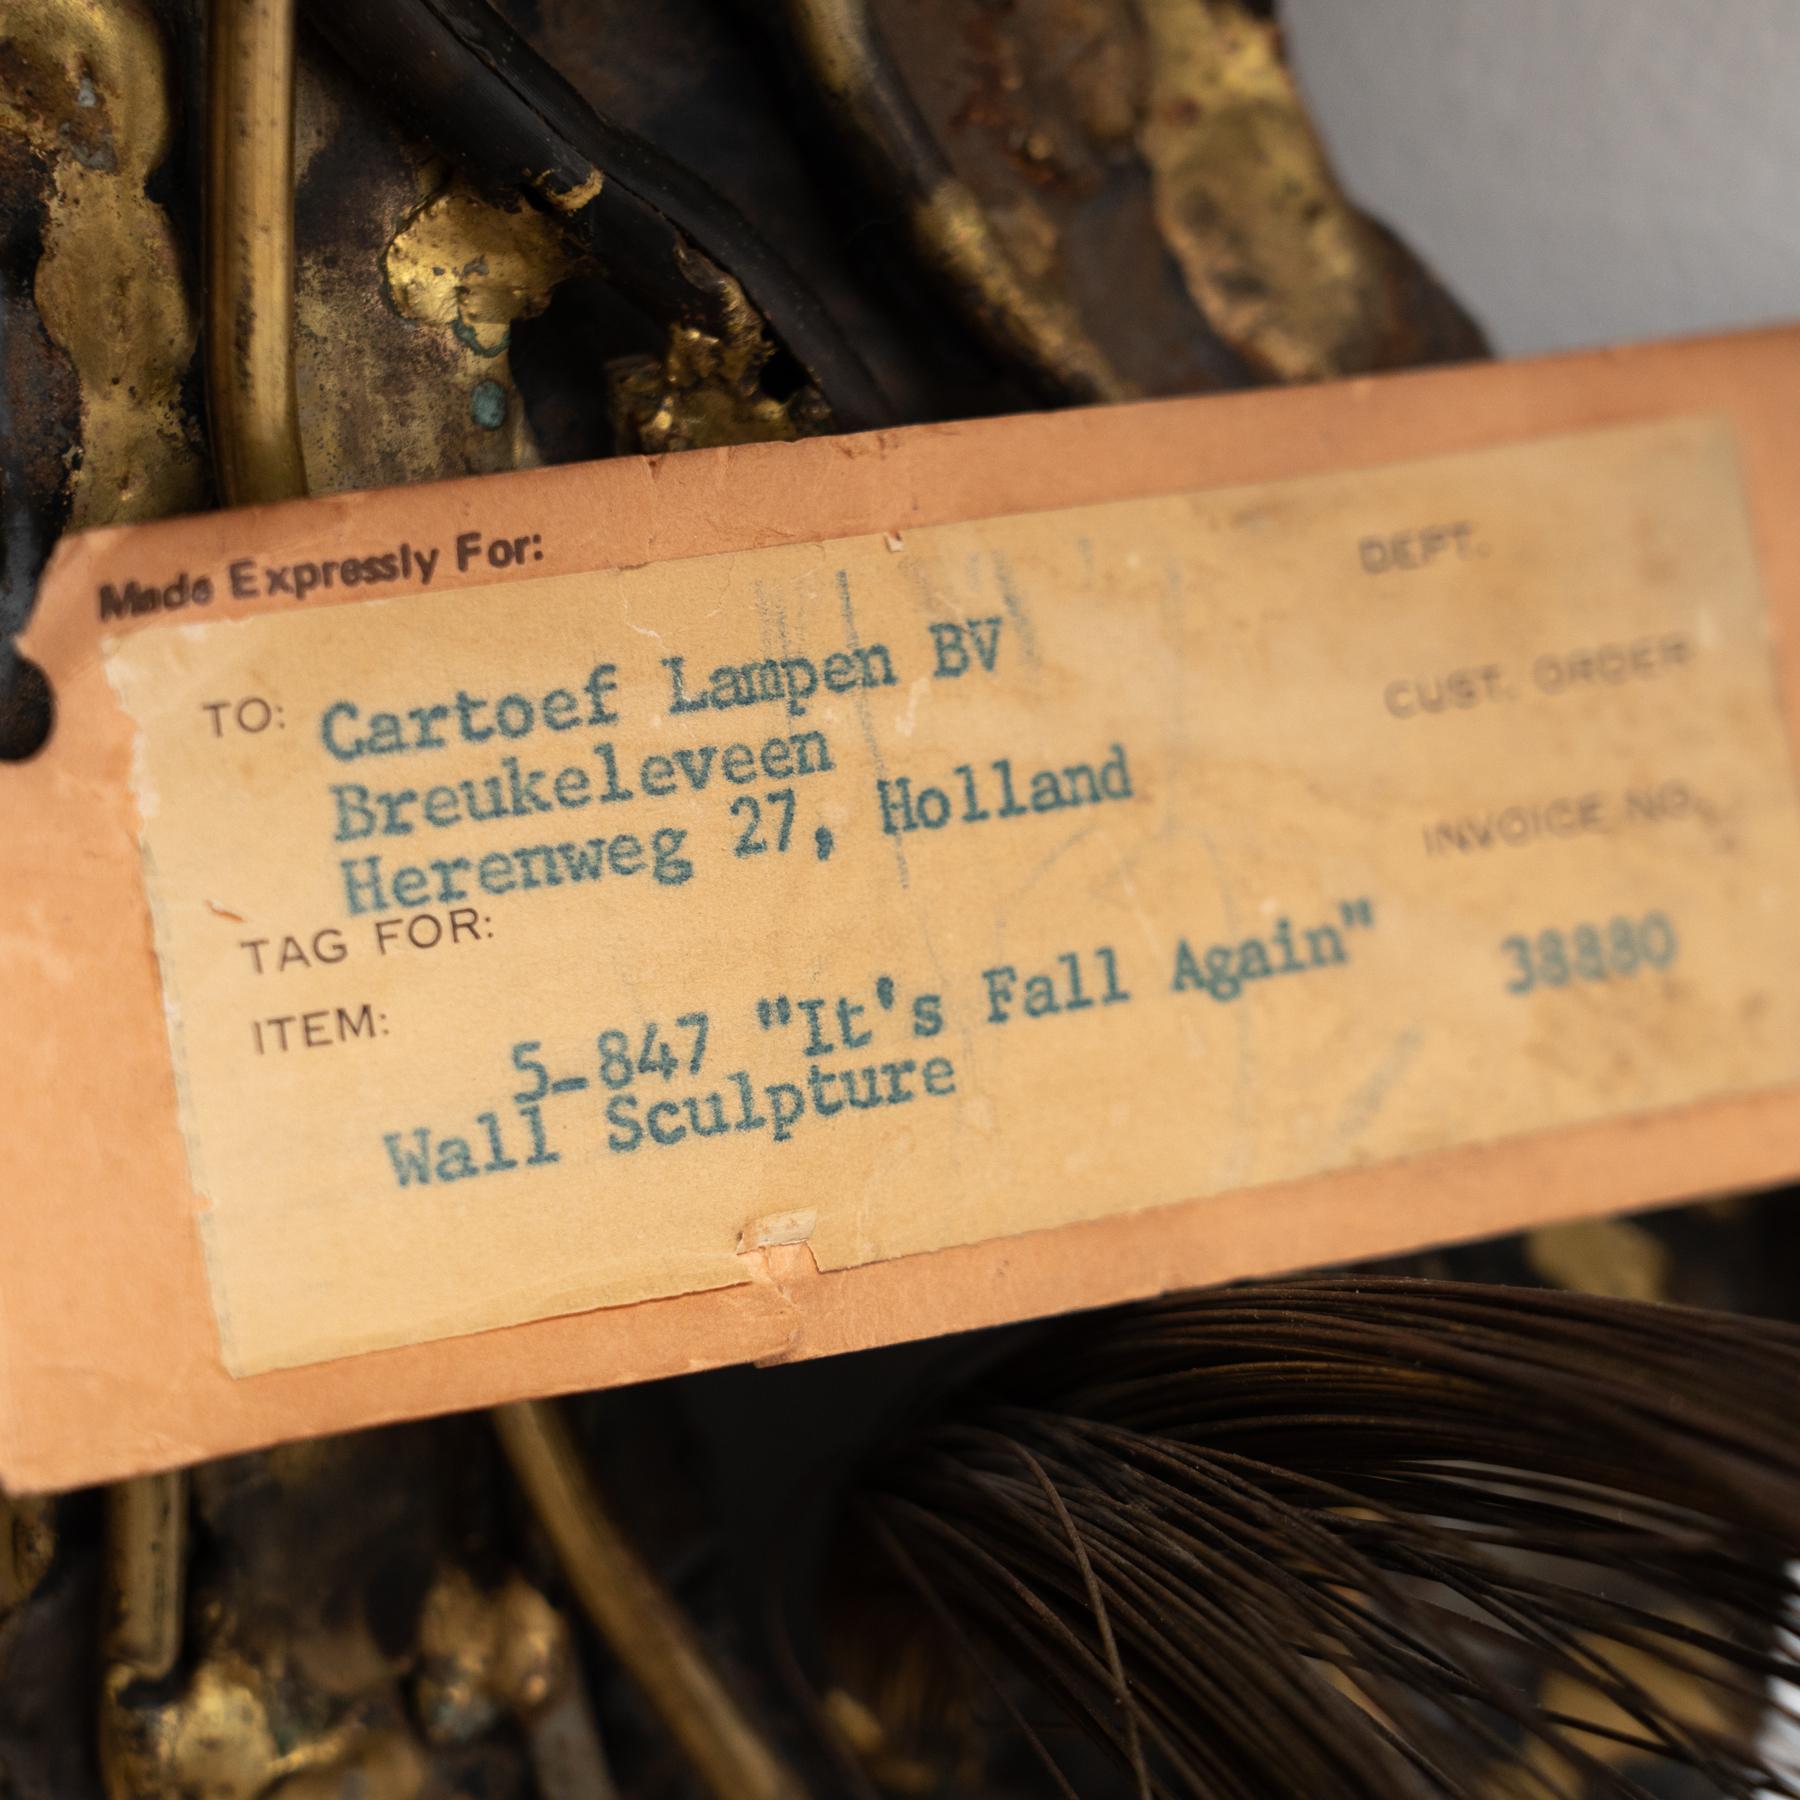 Made Expressly For:
DEPT.
TO: Cartoef Lampen BV
CUST. ORDER
Breukeleveen
Herenweg 27, Holland
INVOICE NO.
TAG FOR:
ITEM:
5-847 "It's Fall Again" 38880
Wall Sculpture